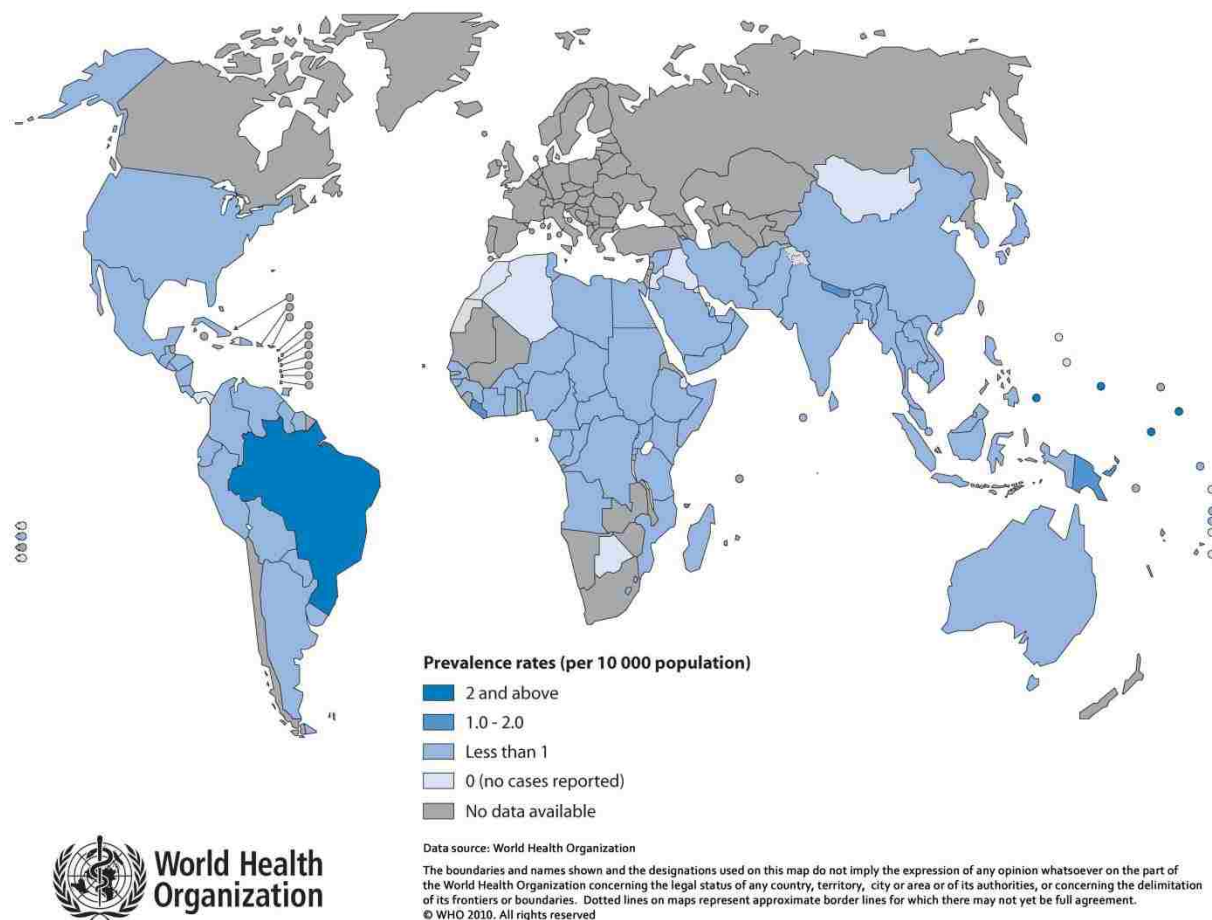 Prevalence rates (per 10 000 population)
2 and above
1.0 - 2.0
Less than 1
0 (no cases reported)
No data available
World Health
Organization
Data source: World Health Organization
The boundaries and names shown and the designations used on this map do not imply the expression of any opinion whatsoever on the part of
the World Health Organization concerning the legal status of any country, territory, city or area or of its authorities, or concerning the delimitation
of its frontiers or boundaries. Dotted lines on maps represent approximate border lines for which there may not yet be full agreement.
© WHO 2010. All rights reserved